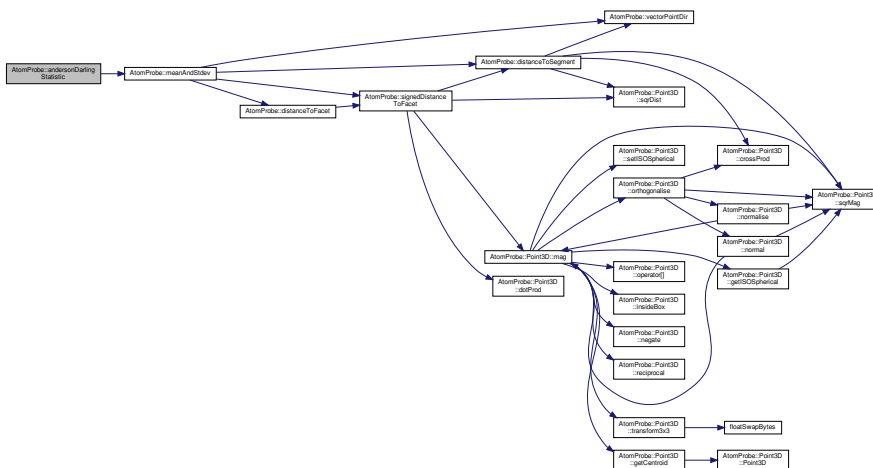 AtomProbe::andersonDarling
Statistic
AtomProbe::meanAndStdev
AtomProbe::distanceToFacet
AtomProbe::signedDistance
ToFacet
AtomProbe::vectorPointDir
AtomProbe::distanceToSegment
AtomProbe::Point3D
::sqrDist
AtomProbe::Point3D::mag
AtomProbe::Point3D
::dotProd
AtomProbe::Point3D
::setISOSpherical
AtomProbe::Point3D
::orthogonalise
AtomProbe::Point3D
::operator[]
AtomProbe::Point3D
::insideBox
AtomProbe::Point3D
::negate
AtomProbe::Point3D
::reciprocal
AtomProbe::Point3D
::transform3x3
AtomProbe::Point3D
::getCentroid
AtomProbe::Point3D
::crossProd
AtomProbe::Point3D
::normalise
AtomProbe::Point3D
::normal
AtomProbe::Point3D
::getISOSpherical
floatSwapBytes
AtomProbe::Point3D
::Point3D
AtomProbe::Point3D
::sqrMag